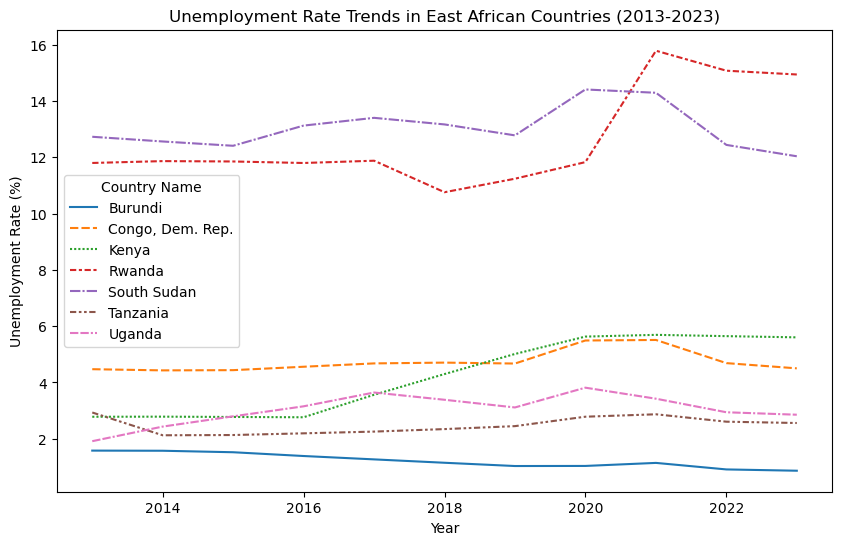 Unemployment Rate Trends in East African Countries (2013-2023)
Unemployment Rate (%)
16
14
12
10
8
6
4
2
Country Name
Burundi
Congo, Dem. Rep.
Kenya
Rwanda
South Sudan
Tanzania
Uganda
2014 2016 2018 2020 2022
Year